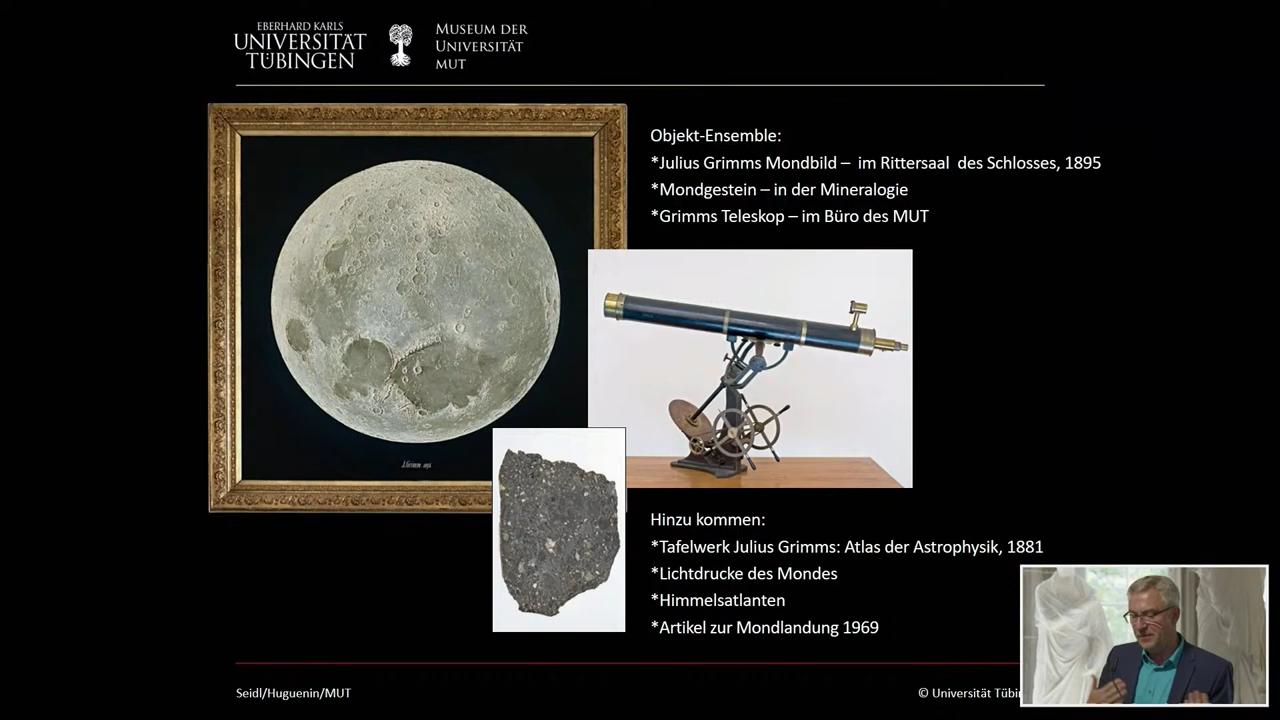 EBERHARD KARLS
UNIVERSITÄT
TÜBINGEN
MUSEUM DER
UNIVERSITÄT
MUT
Objekt-Ensemble:
*Julius Grimms Mondbild – im Rittersaal des Schlosses, 1895
*Mondgestein – in der Mineralogie
*Grimms Teleskop – im Büro des MUT
Hinzu kommen:
*Tafelwerk Julius Grimms: Atlas der Astrophysik, 1881
*Lichtdrucke des Mondes
*Himmelsatlanten
*Artikel zur Mondlandung 1969
Seidl/Huguenin/MUT
© Universität